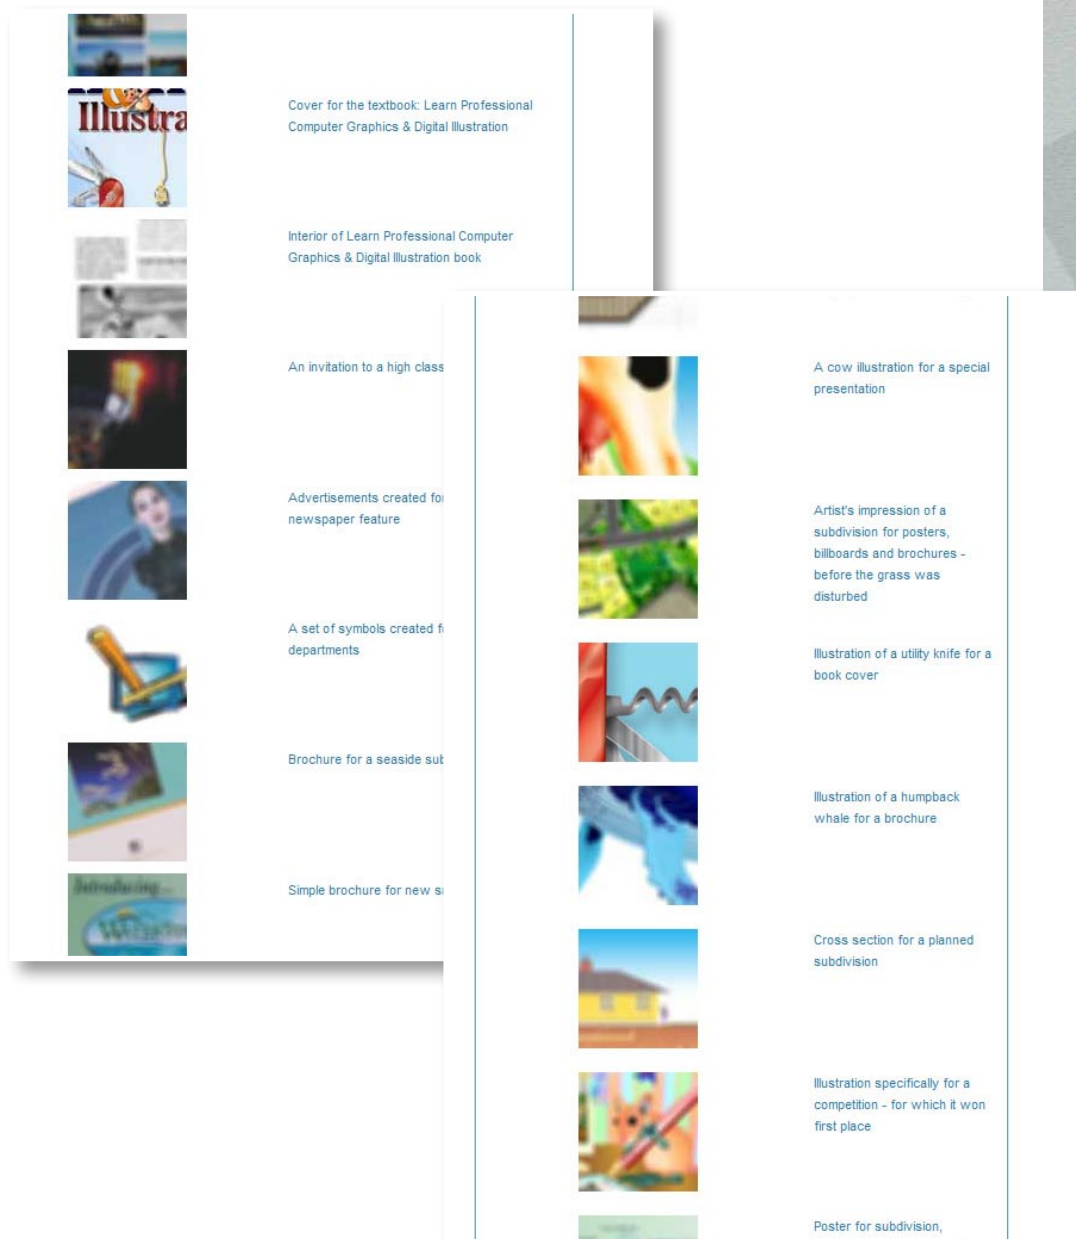 Illustra
Cover for the textbook: Learn Professional
Computer Graphics & Digital Illustration
Interior of Learn Professional Computer
Graphics & Digital Illustration book
An invitation to a high class
Advertisements created for
newspaper feature
A set of symbols created
departments
Brochure for a seaside sub
Simple brochure for new
Introducing...
A cow illustration for a special
presentation
Artist's impression of a
subdivision for posters,
billboards and brochures -
before the grass was
disturbed
Illustration of a utility knife for a
book cover
Illustration of a humpback
whale for a brochure
Cross section for a planned
subdivision
Illustration specifically for a
competition - for which it won
first place
Poster for subdivision,